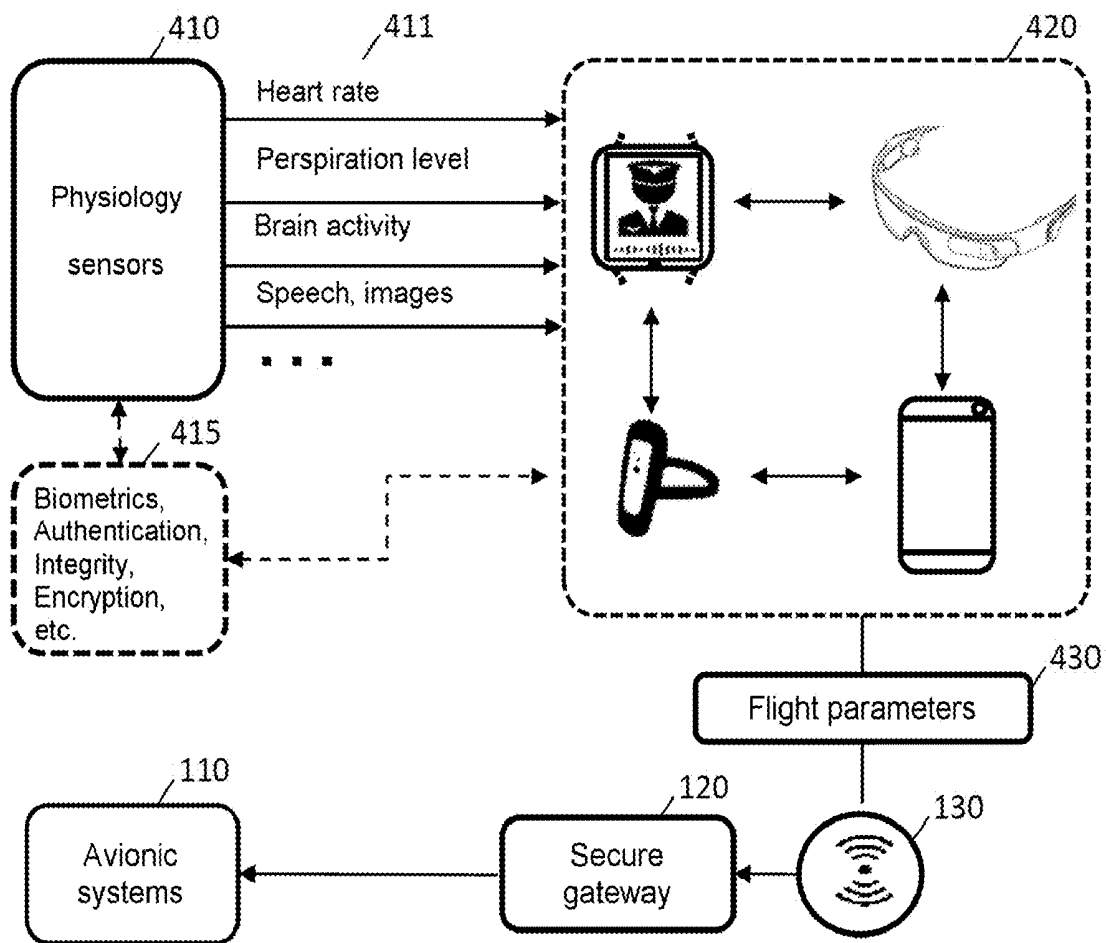 410
411
420
Heart rate
Perspiration level
Physiology
sensors
Brain activity
Speech, images
. . .
415
Biometrics,
Authentication,
Integrity,
Encryption,
etc.
430
Flight parameters
110
120
130
Avionic
systems
Secure
gateway